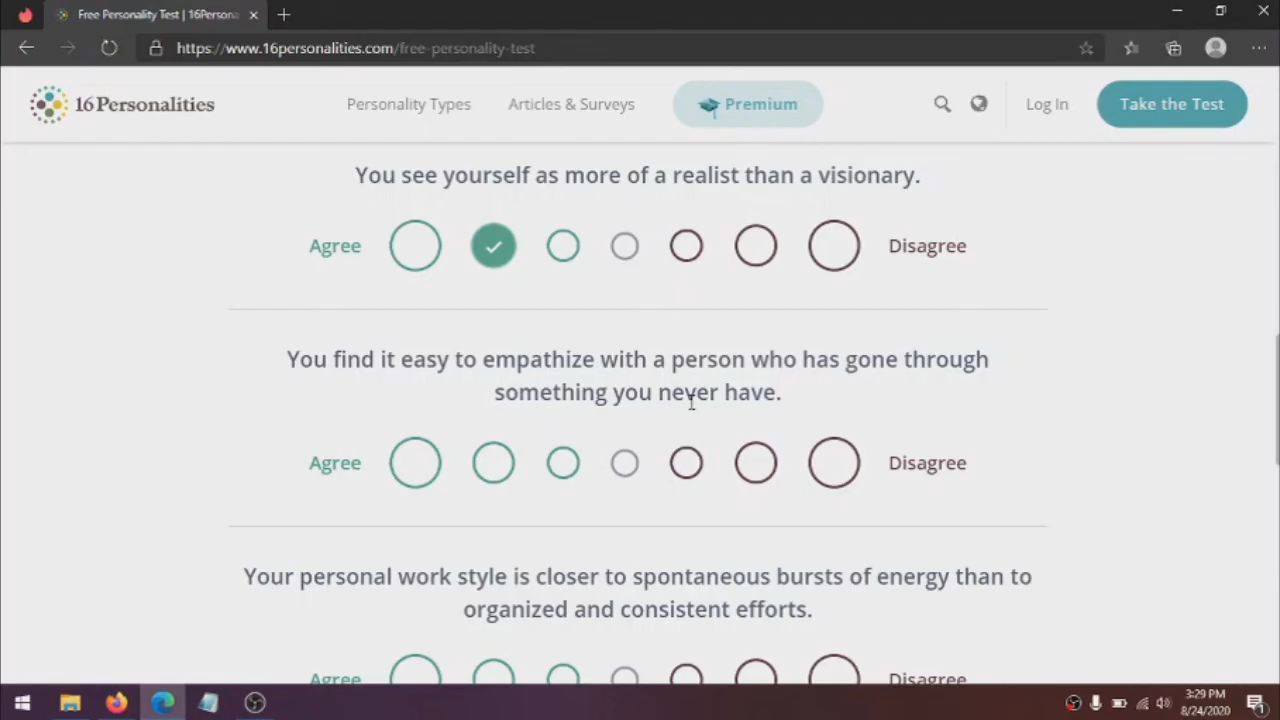 Free Personality Test | 16Persona
https://www.16personalities.com/free-personality-test
16Personalities
Personality Types
Articles & Surveys
Premium
Log In
Take the Test
You see yourself as more of a realist than a visionary.
Agree
Disagree
You find it easy to empathize with a person who has gone through
something you never have.
Agree
Disagree
Your personal work style is closer to spontaneous bursts of energy than to
organized and consistent efforts.
Agree
Disagree
3:29 PM
8/24/2020
1